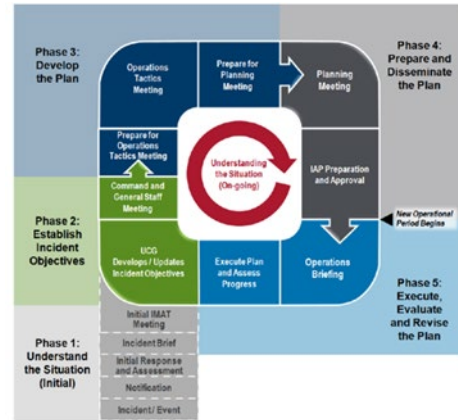 Phase 3:
Develop
the Plan
Operations
Tactics
Meeting
Prepare for
Planning
Meeting
Planning
Meeting
Phase 4:
Prepare and
Disseminate
the Plan
Prepare for
Operations
Tactics Meeting
Understanding
the Situation
(On-going)
IAP Preparation
and Approval
Command and
General Staff
Meeting
Phase 2:
Establish
Incident
Objectives
UCG
Develops / Updates
Incident Objectives
Execute Plan
and Assess
Progress
Operations
Briefing
New Operational
Period Begins
Phase 5:
Execute,
Evaluate
and Revise
the Plan
Phase 1:
Understand
the Situation
(Initial)
Initial IMAT
Meeting
Incident Brief
Initial Response
and Assessment
Notification
Incident / Event